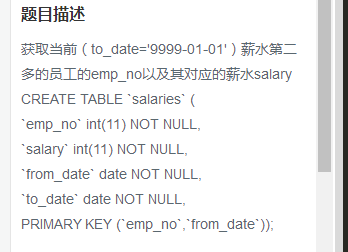 题目描述
获取当前（to_date='9999-01-01'）薪水第二
多的员工的emp_no以及其对应的薪水salary
CREATE TABLE `salaries` (
`emp_no` int(11) NOT NULL,
`salary` int(11) NOT NULL,
`from_date` date NOT NULL,
`to_date` date NOT NULL,
PRIMARY KEY (`emp_no`,`from_date`));